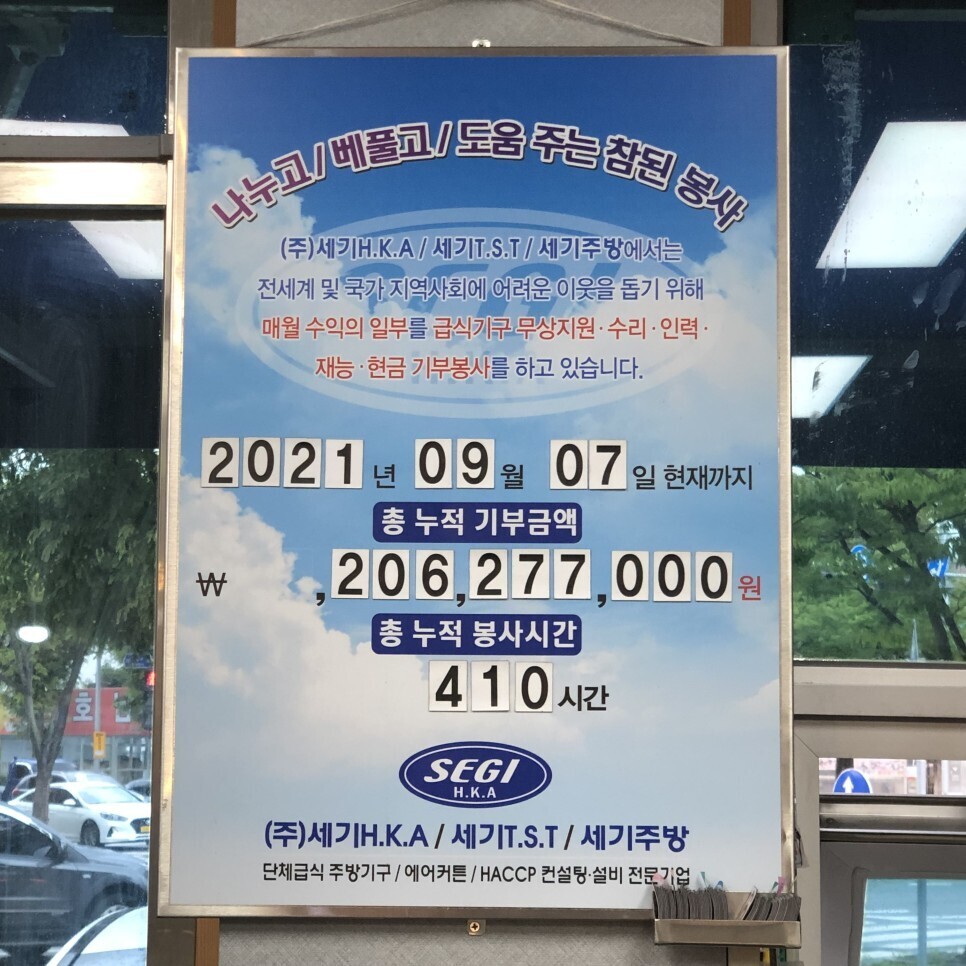 나누고/베풀고/도움 주는 참된 봉사
(주)세기H.K.A / 세기T.S.T / 세기주방에서는
전세계 및 국가 지역사회에 어려운 이웃을 돕기 위해
매월 수익의 일부를 급식기구 무상지원·수리·인력·
재능·현금 기부봉사를 하고 있습니다.
2021년 09월 07일 현재까지
총 누적 기부금액
₩ ,206,277,000원
총 누적 봉사시간
410시간
SEGI
H.K.A
(주)세기H.K.A / 세기T.S.T / 세기주방
단체급식 주방기구 / 에어커튼 / HACCP 컨설팅·설비 전문기업
호